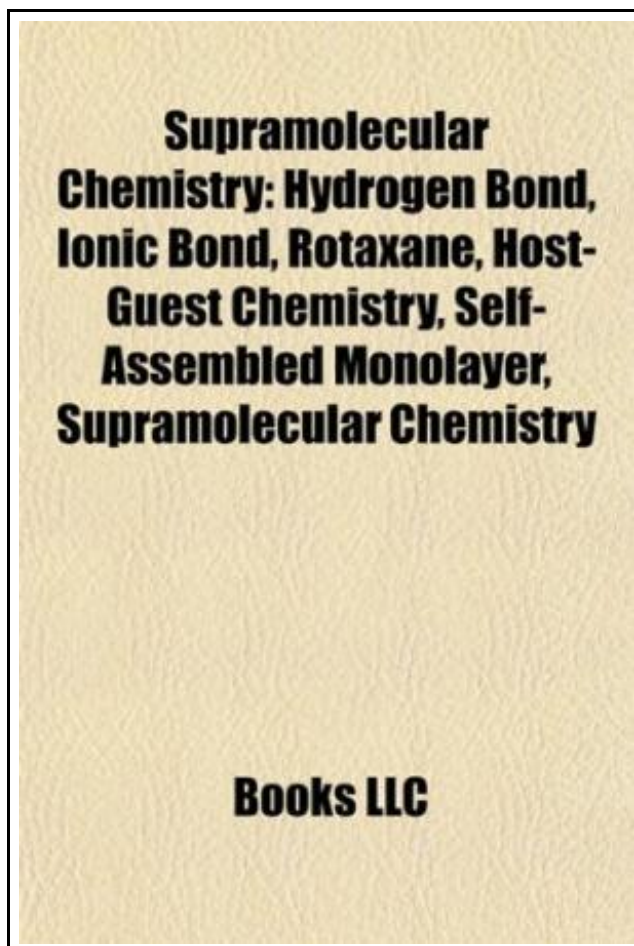 Supramolecular
Chemistry: Hydrogen Bond,
Ionic Bond, Rotaxane, Host-
Guest Chemistry, Self-
Assembled Monolayer,
Supramolecular Chemistry
Books LLC